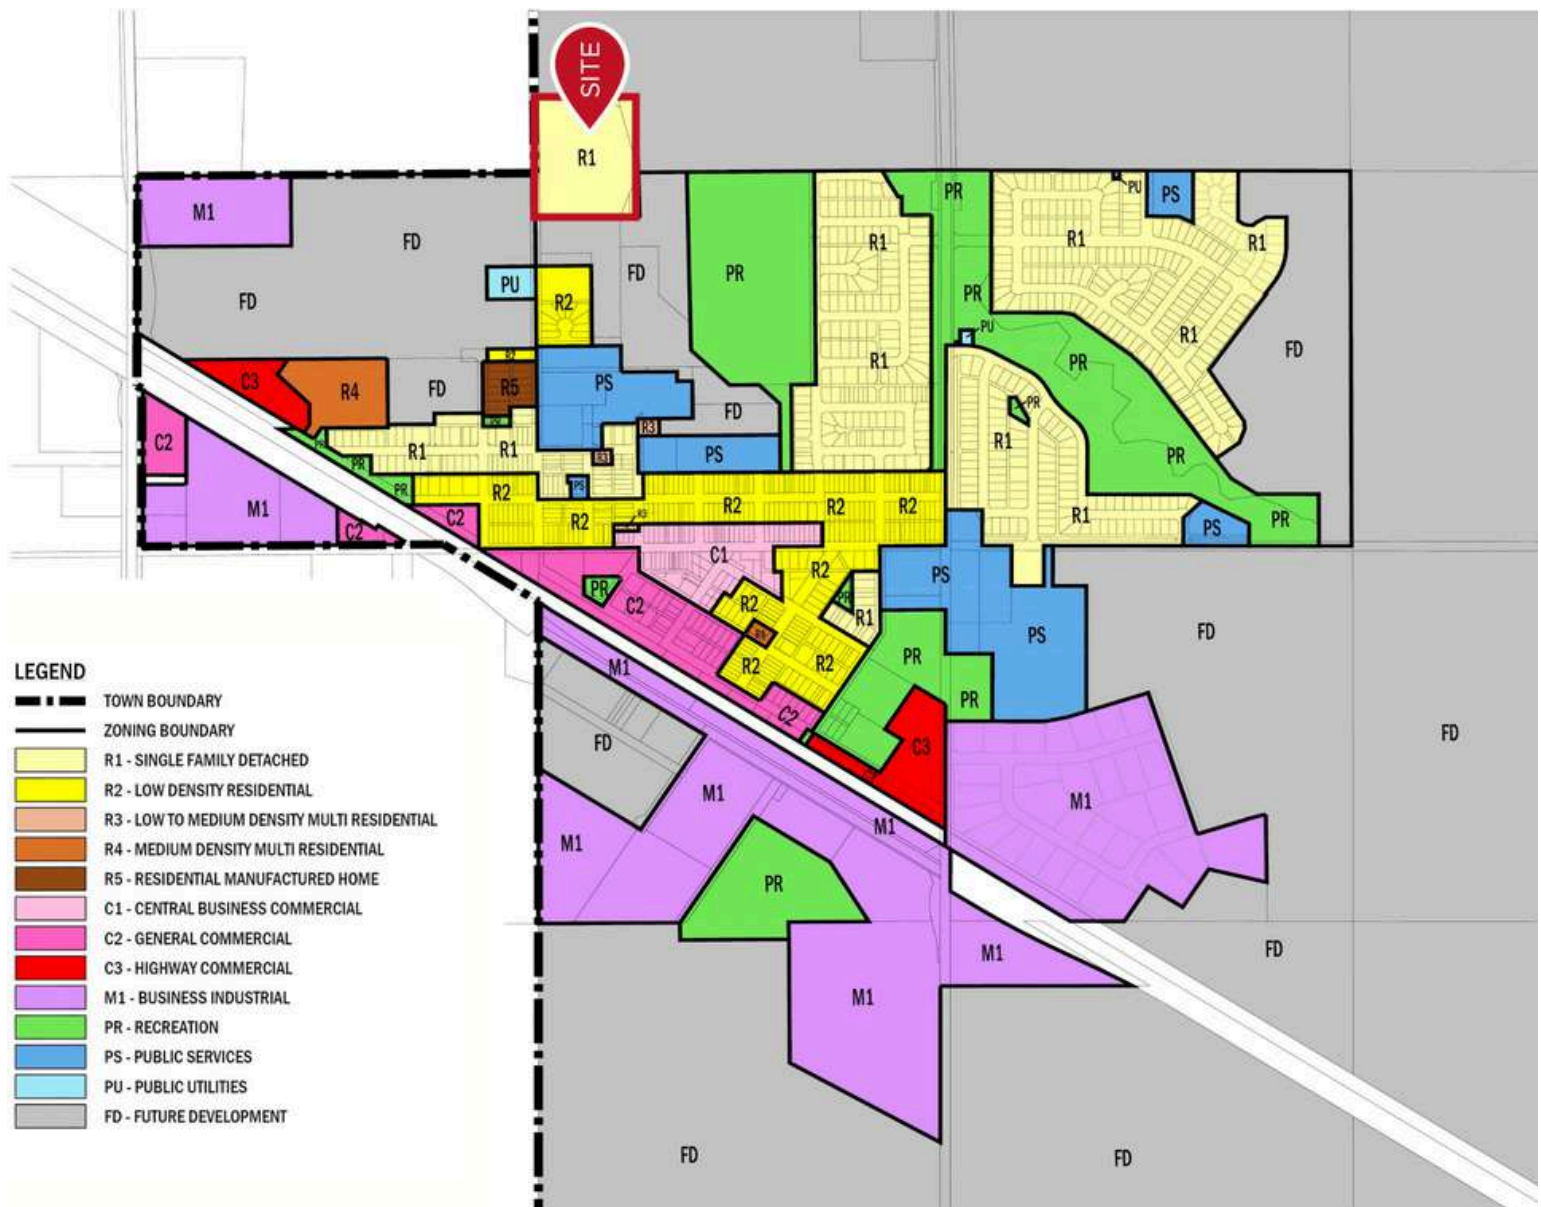 SITE
R1
M1
FD
PR
R1
PR
R1
PU
PS
R1
FD
FD
PU
R2
FD
PR
PU
R1
FD
R2
C3
R4
FD
R5
PS
R1
PR
PR
FD
R3
R1
C2
PR
R1
R1
R3
PS
PR
PR
PR
R2
PS
R2
R2
R2
M1
C2
C2
R2
R3
R1
PS
PR
C1
R2
PS
PR
C2
R2
PR
R1
PS
FD
M1
R2
R2
PR
PR
C2
FD
C3
FD
M1
M1
M1
M1
PR
M1
FD
M1
FD
FD
LEGEND
TOWN BOUNDARY
ZONING BOUNDARY
R1 - SINGLE FAMILY DETACHED
R2 - LOW DENSITY RESIDENTIAL
R3 - LOW TO MEDIUM DENSITY MULTI RESIDENTIAL
R4 - MEDIUM DENSITY MULTI RESIDENTIAL
R5 - RESIDENTIAL MANUFACTURED HOME
C1 - CENTRAL BUSINESS COMMERCIAL
C2 - GENERAL COMMERCIAL
C3 - HIGHWAY COMMERCIAL
M1 - BUSINESS INDUSTRIAL
PR - RECREATION
PS - PUBLIC SERVICES
PU - PUBLIC UTILITIES
FD - FUTURE DEVELOPMENT